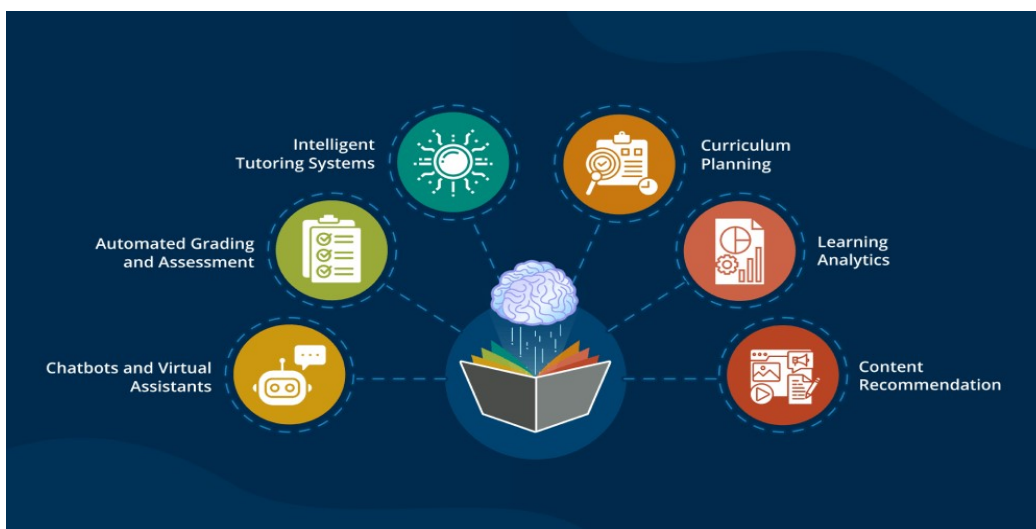 Intelligent
Tutoring Systems
Curriculum
Planning
Automated Grading
and Assessment
Learning
Analytics
Chatbots and Virtual
Assistants
Content
Recommendation